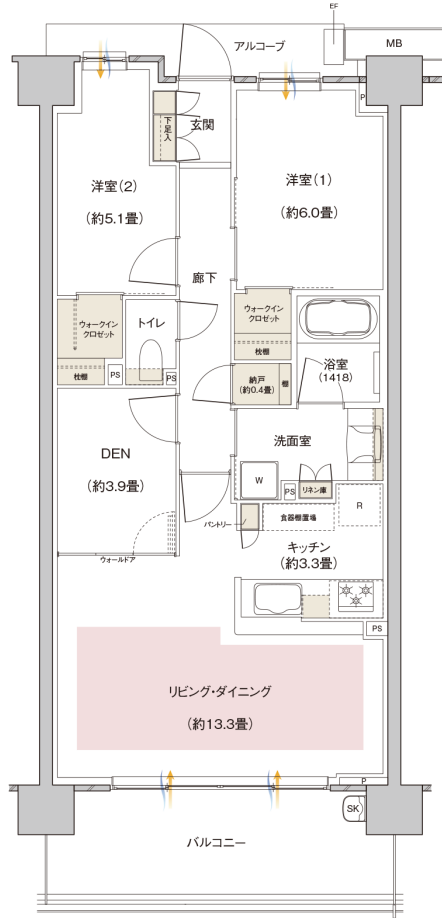 EF
アルコーブ
MB
P
下足入
玄関
洋室(2)
(約5.1畳)
洋室(1)
(約6.0畳)
廊下
ウォークイン
クロゼット
トイレ
ウォークイン
クロゼット
枕棚
PS
PS
枕棚
浴室
(1418)
納戸
(約0.4畳)
棚
DEN
(約3.9畳)
洗面室
W
PS
リネン庫
R
パントリー
食器棚置場
キッチン
(約3.3畳)
ウォールドア
PS
リビング・ダイニング
(約13.3畳)
P
SK
バルコニー